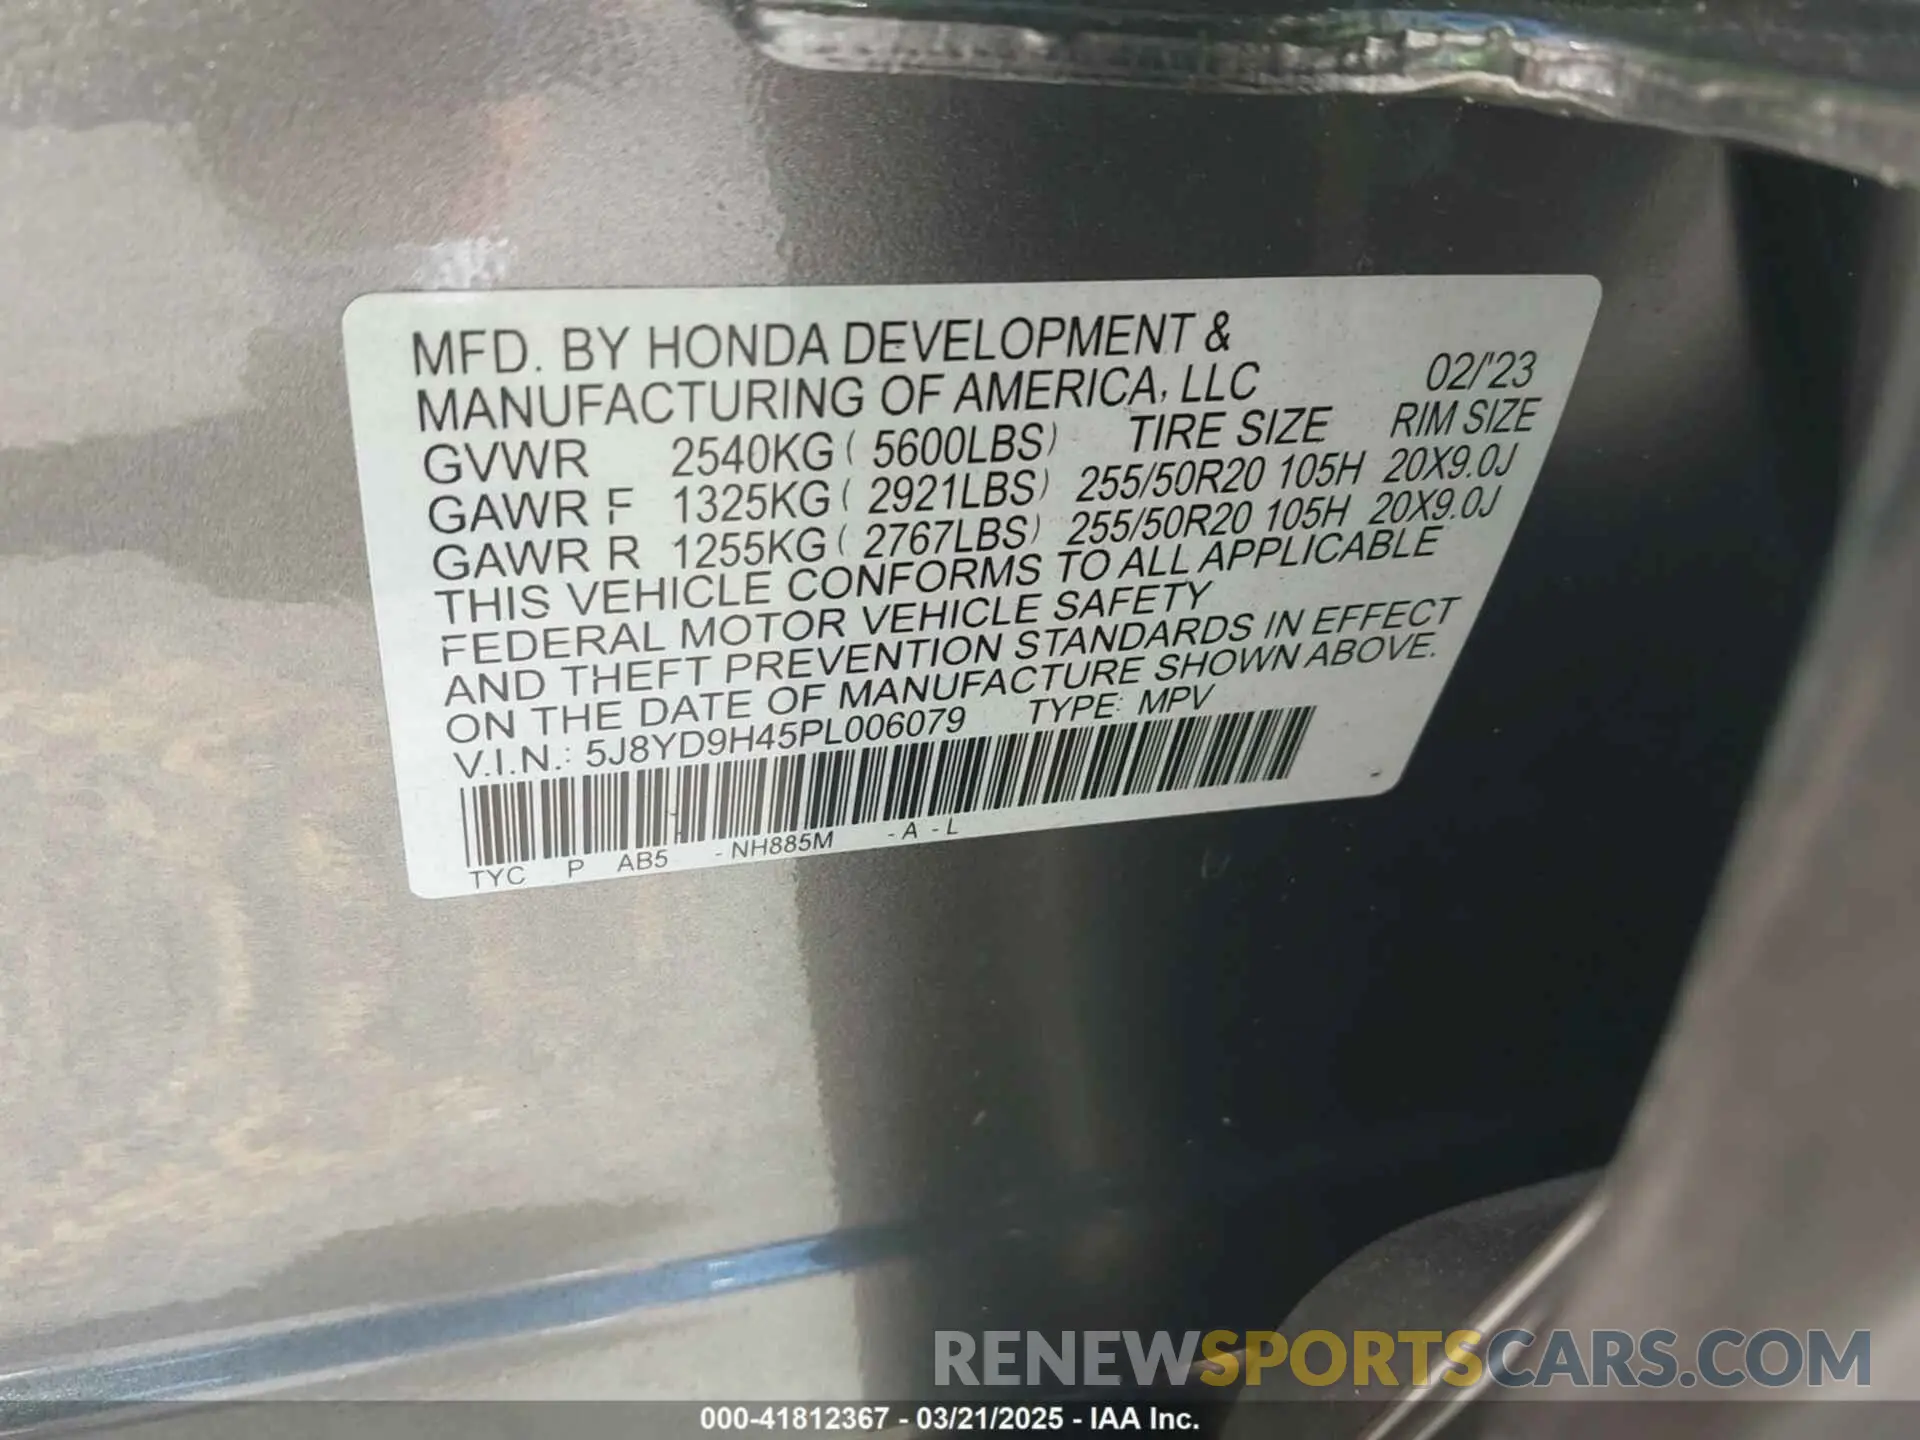 MFD. BY HONDA DEVELOPMENT &
MANUFACTURING OF AMERICA, LLC 02/'23
GVWR 2540KG ( 5600LBS) TIRE SIZE RIM SIZE
GAWR F 1325KG ( 2921LBS) 255/50R20 105H 20X9.0J
GAWR R 1255KG ( 2767LBS) 255/50R20 105H 20X9.0J
THIS VEHICLE CONFORMS TO ALL APPLICABLE
FEDERAL MOTOR VEHICLE SAFETY
AND THEFT PREVENTION STANDARDS IN EFFECT
ON THE DATE OF MANUFACTURE SHOWN ABOVE.
V.I.N.: 5J8YD9H45PL006079 TYPE: MPV
TYC P AB5 - NH885M - A - L
RENEWSPORTSCARS.COM
000-41812367 - 03/21/2025 - IAA Inc.